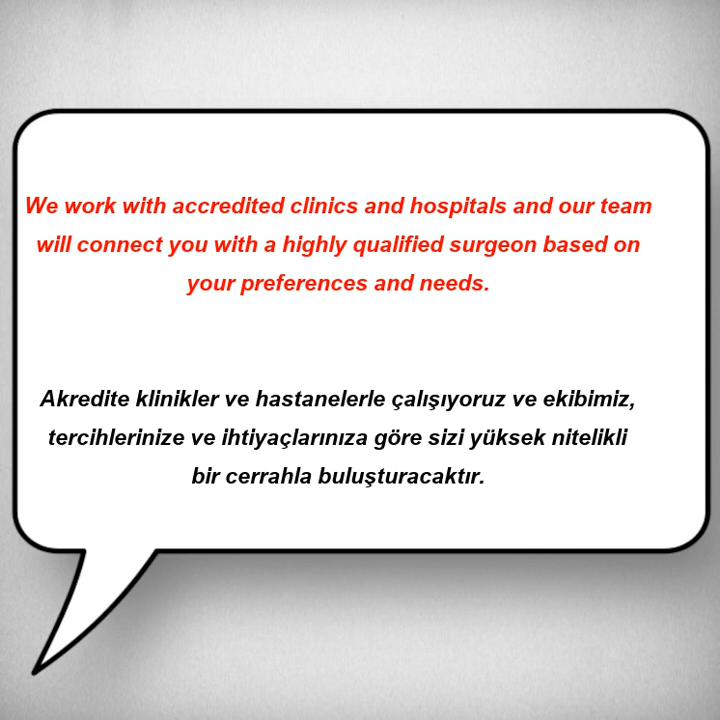 We work with accredited clinics and hospitals and our team
will connect you with a highly qualified surgeon based on
your preferences and needs.
Akredite klinikler ve hastanelerle çalışıyoruz ve ekibimiz,
tercihlerinize ve ihtiyaçlarınıza göre sizi yüksek nitelikli
bir cerrahla buluşturacaktır.